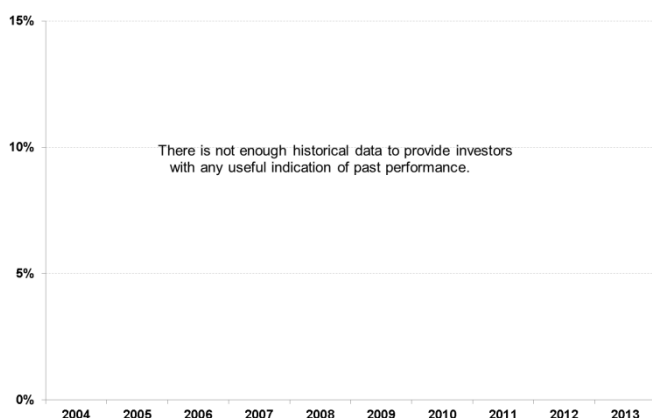 15%
10%
There is not enough historical data to provide investors
with any useful indication of past performance.
5%
0%
2004 2005 2006 2007 2008 2009 2010 2011 2012 2013